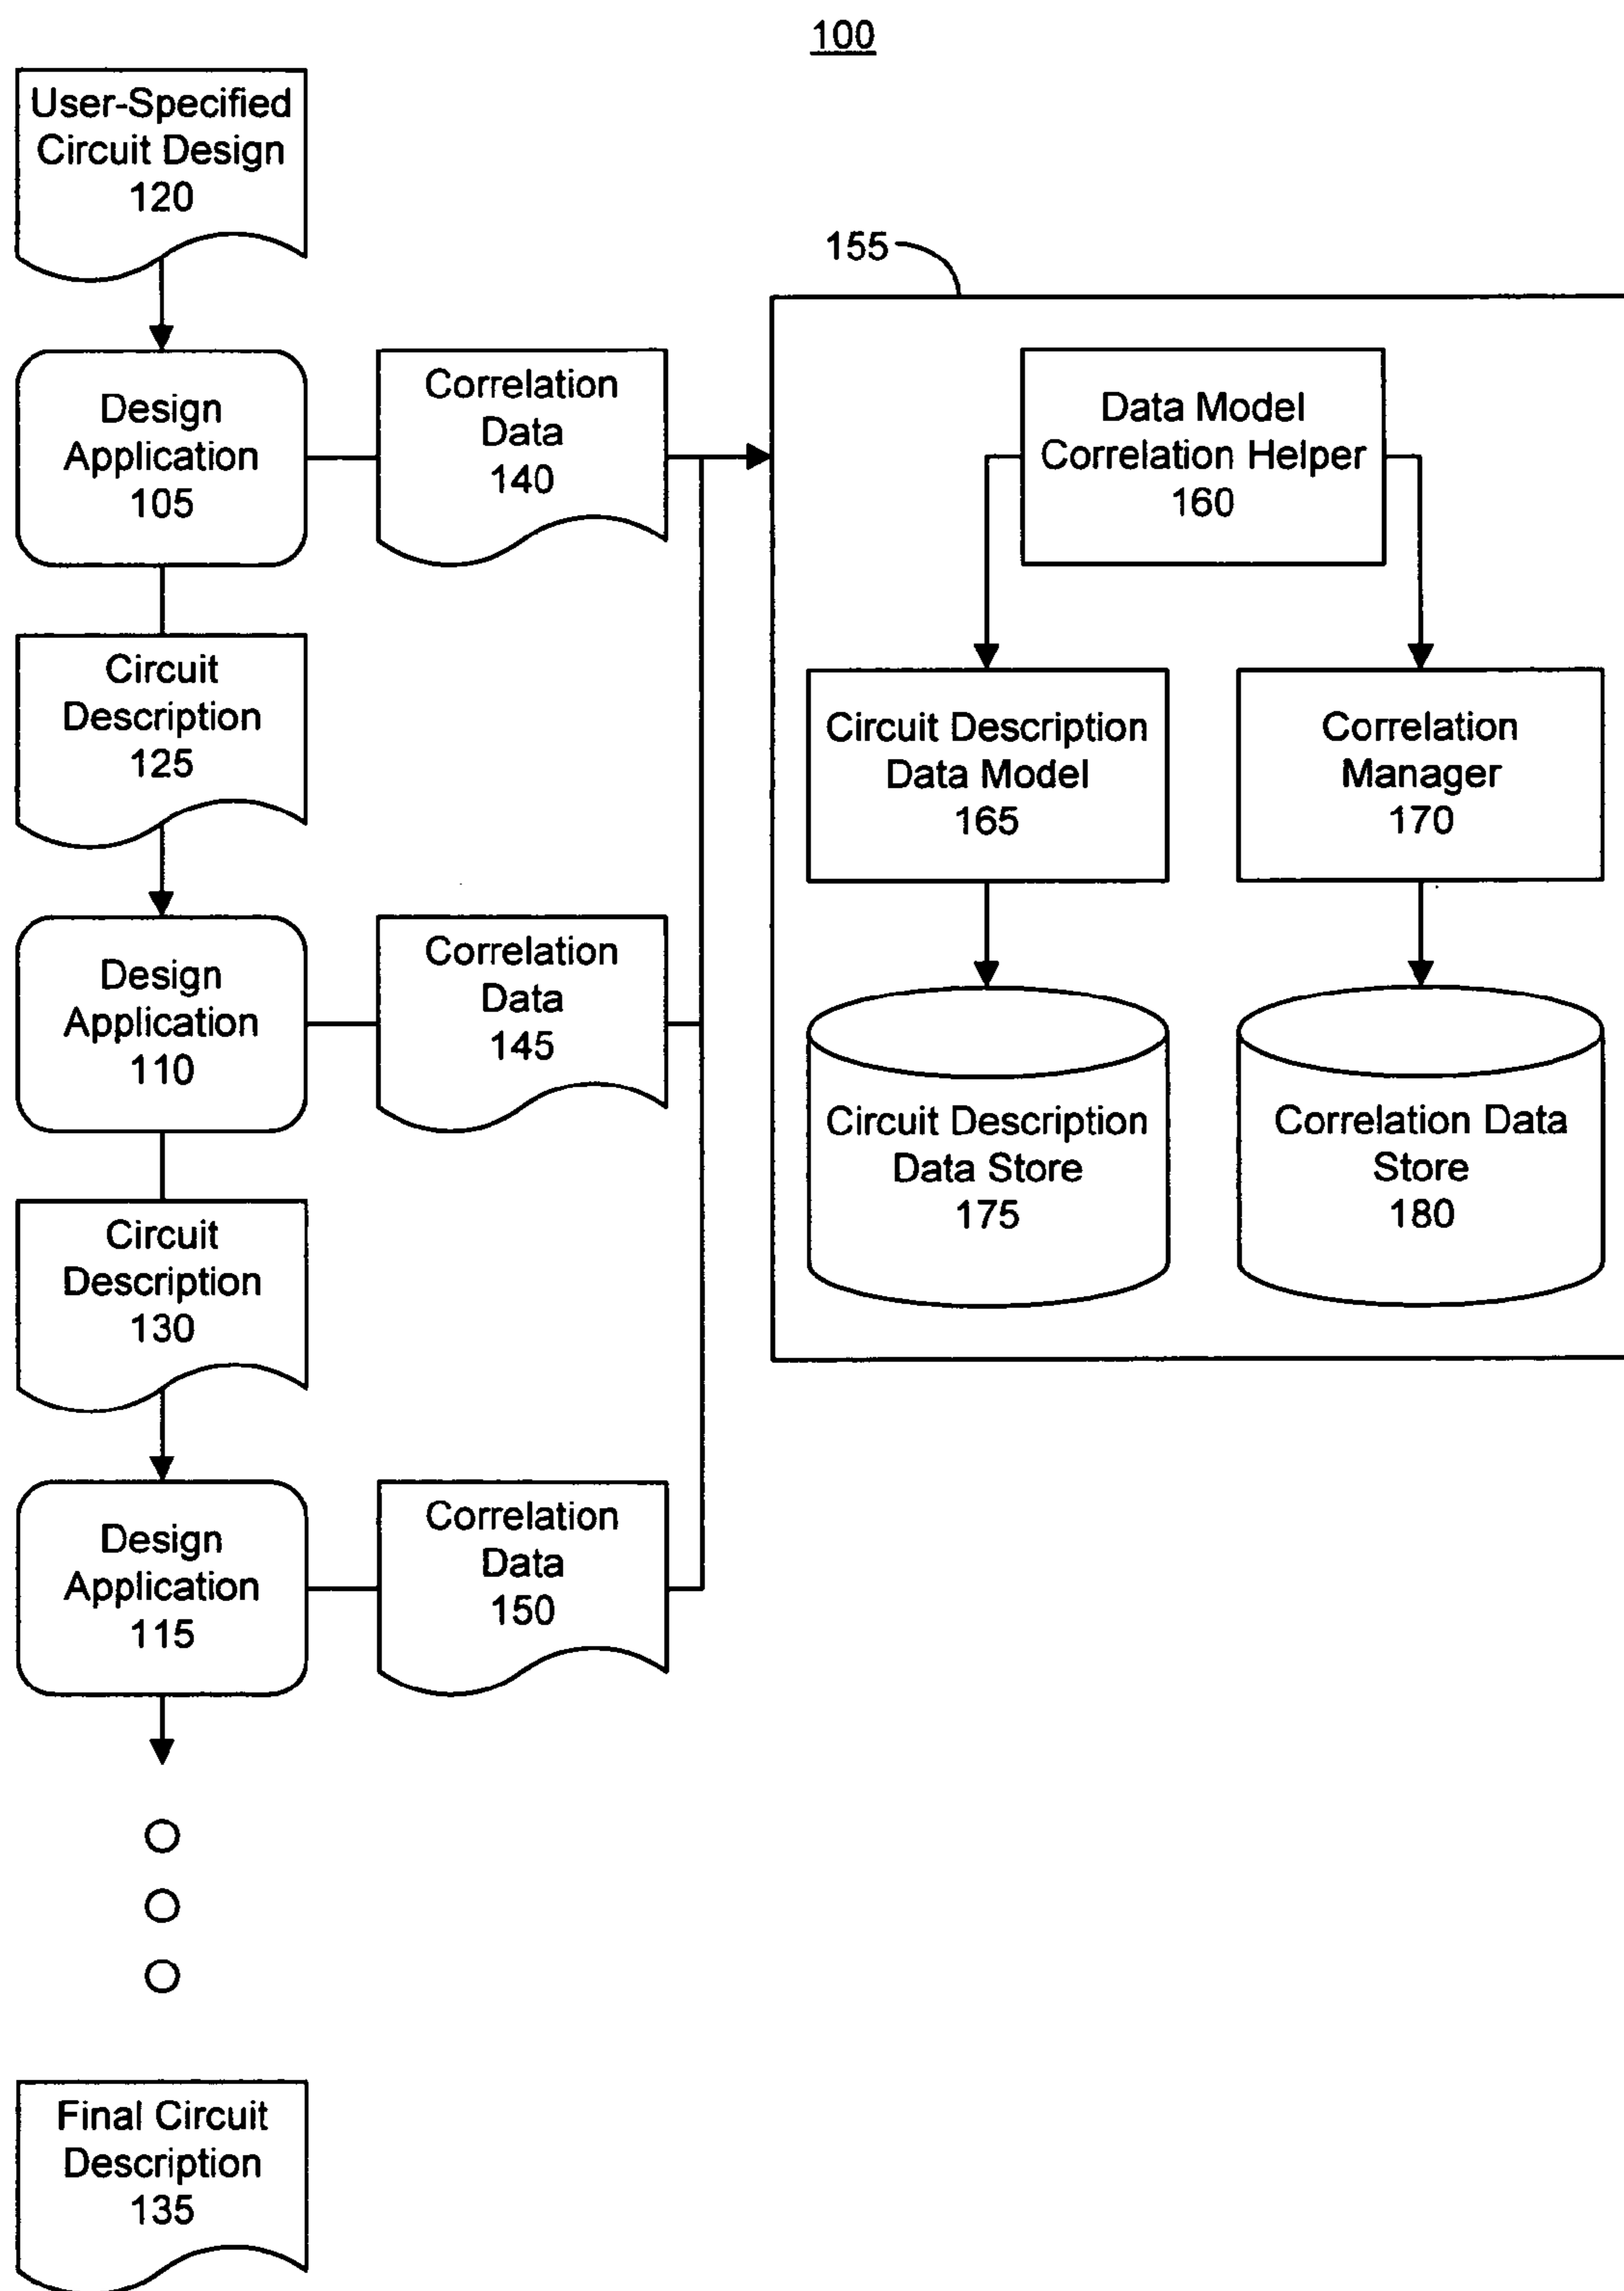 100
User-Specified
Circuit Design
120
155
Design
Application
105
Correlation
Data
140
Data Model
Correlation Helper
160
Circuit
Description
125
Circuit Description
Data Model
165
Correlation
Manager
170
Design
Application
110
Correlation
Data
145
Circuit Description
Data Store
175
Correlation Data
Store
180
Circuit
Description
130
Design
Application
115
Correlation
Data
150
Final Circuit
Description
135